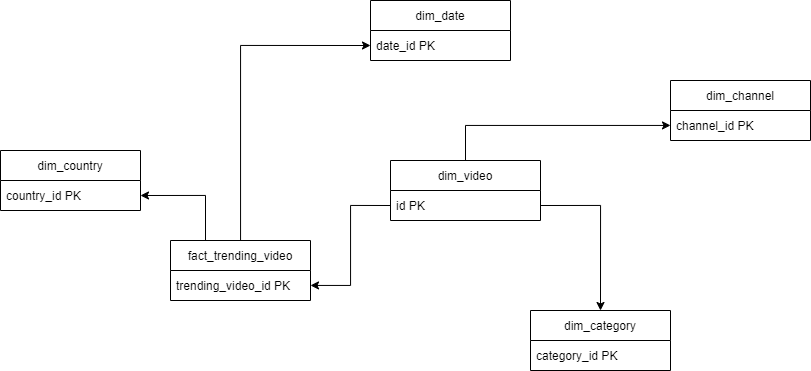 dim_date
date_id PK
dim_channel
channel_id PK
dim_country
country_id PK
dim_video
id PK
fact_trending_video
trending_video_id PK
dim_category
category_id PK